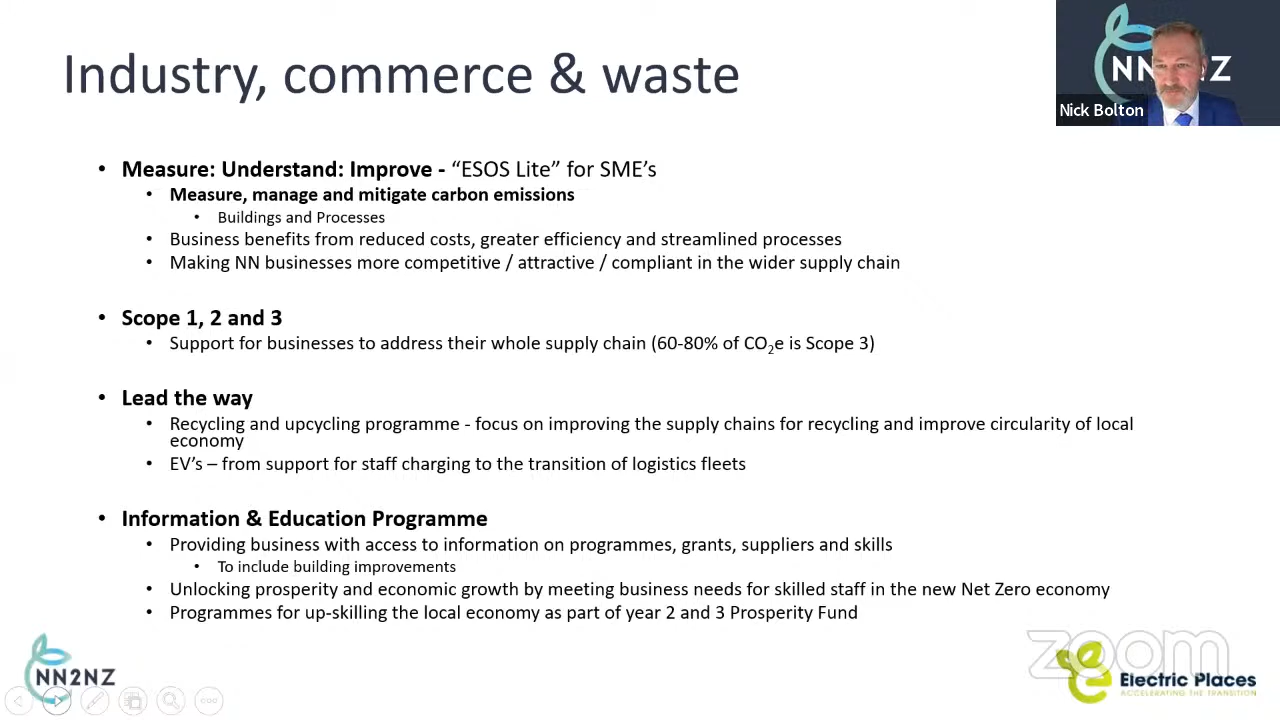 Industry, commerce & waste
NN2NZ
Nick Bolton
• Measure: Understand: Improve - “ESOS Lite” for SME’s
• Measure, manage and mitigate carbon emissions
• Buildings and Processes
• Business benefits from reduced costs, greater efficiency and streamlined processes
• Making NN businesses more competitive / attractive / compliant in the wider supply chain
• Scope 1, 2 and 3
• Support for businesses to address their whole supply chain (60-80% of CO₂e is Scope 3)
• Lead the way
• Recycling and upcycling programme - focus on improving the supply chains for recycling and improve circularity of local
economy
• EV’s – from support for staff charging to the transition of logistics fleets
• Information & Education Programme
• Providing business with access to information on programmes, grants, suppliers and skills
• To include building improvements
• Unlocking prosperity and economic growth by meeting business needs for skilled staff in the new Net Zero economy
• Programmes for up-skilling the local economy as part of year 2 and 3 Prosperity Fund
NN2NZ
zoom
Electric Places
ACCELERATING THE TRANSITION